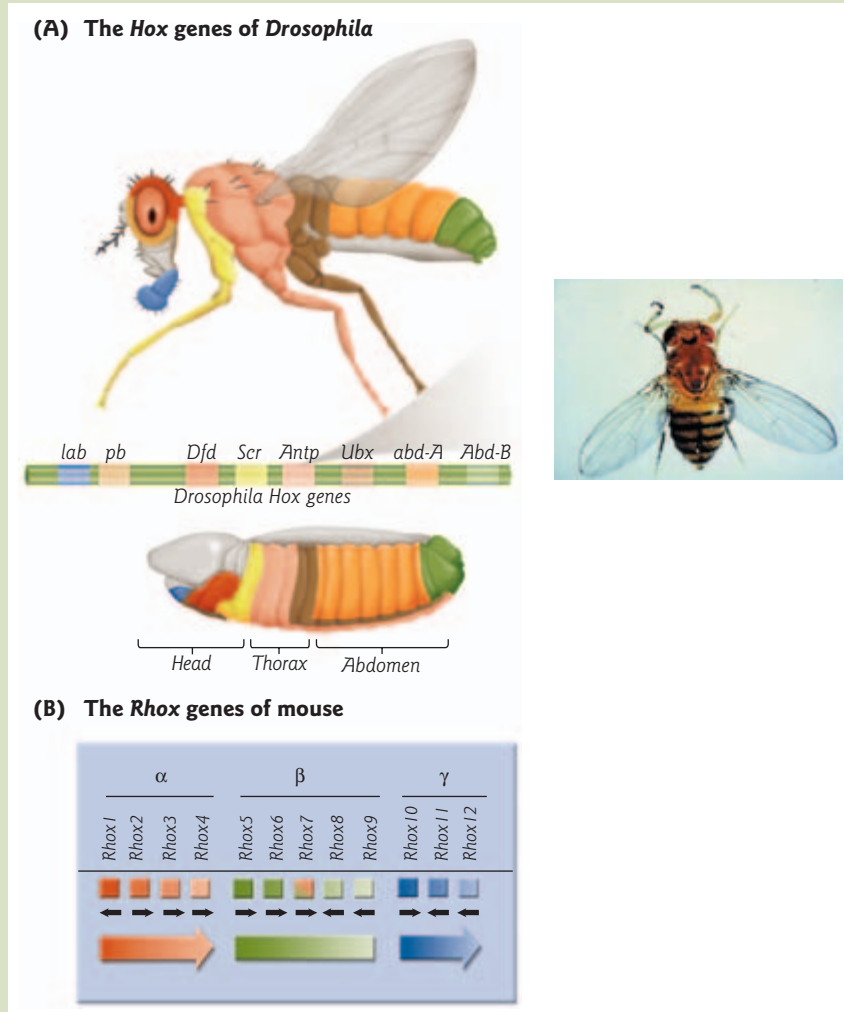 (A) The Hox genes of Drosophila
lab pb Dfd Scr Antp Ubx abd-A Abd-B
Drosophila Hox genes
Head Thorax Abdomen
(B) The Rhox genes of mouse
α β γ
Rhox1 Rhox2 Rhox3 Rhox4 Rhox5 Rhox6 Rhox7 Rhox8 Rhox9 Rhox10 Rhox11 Rhox12